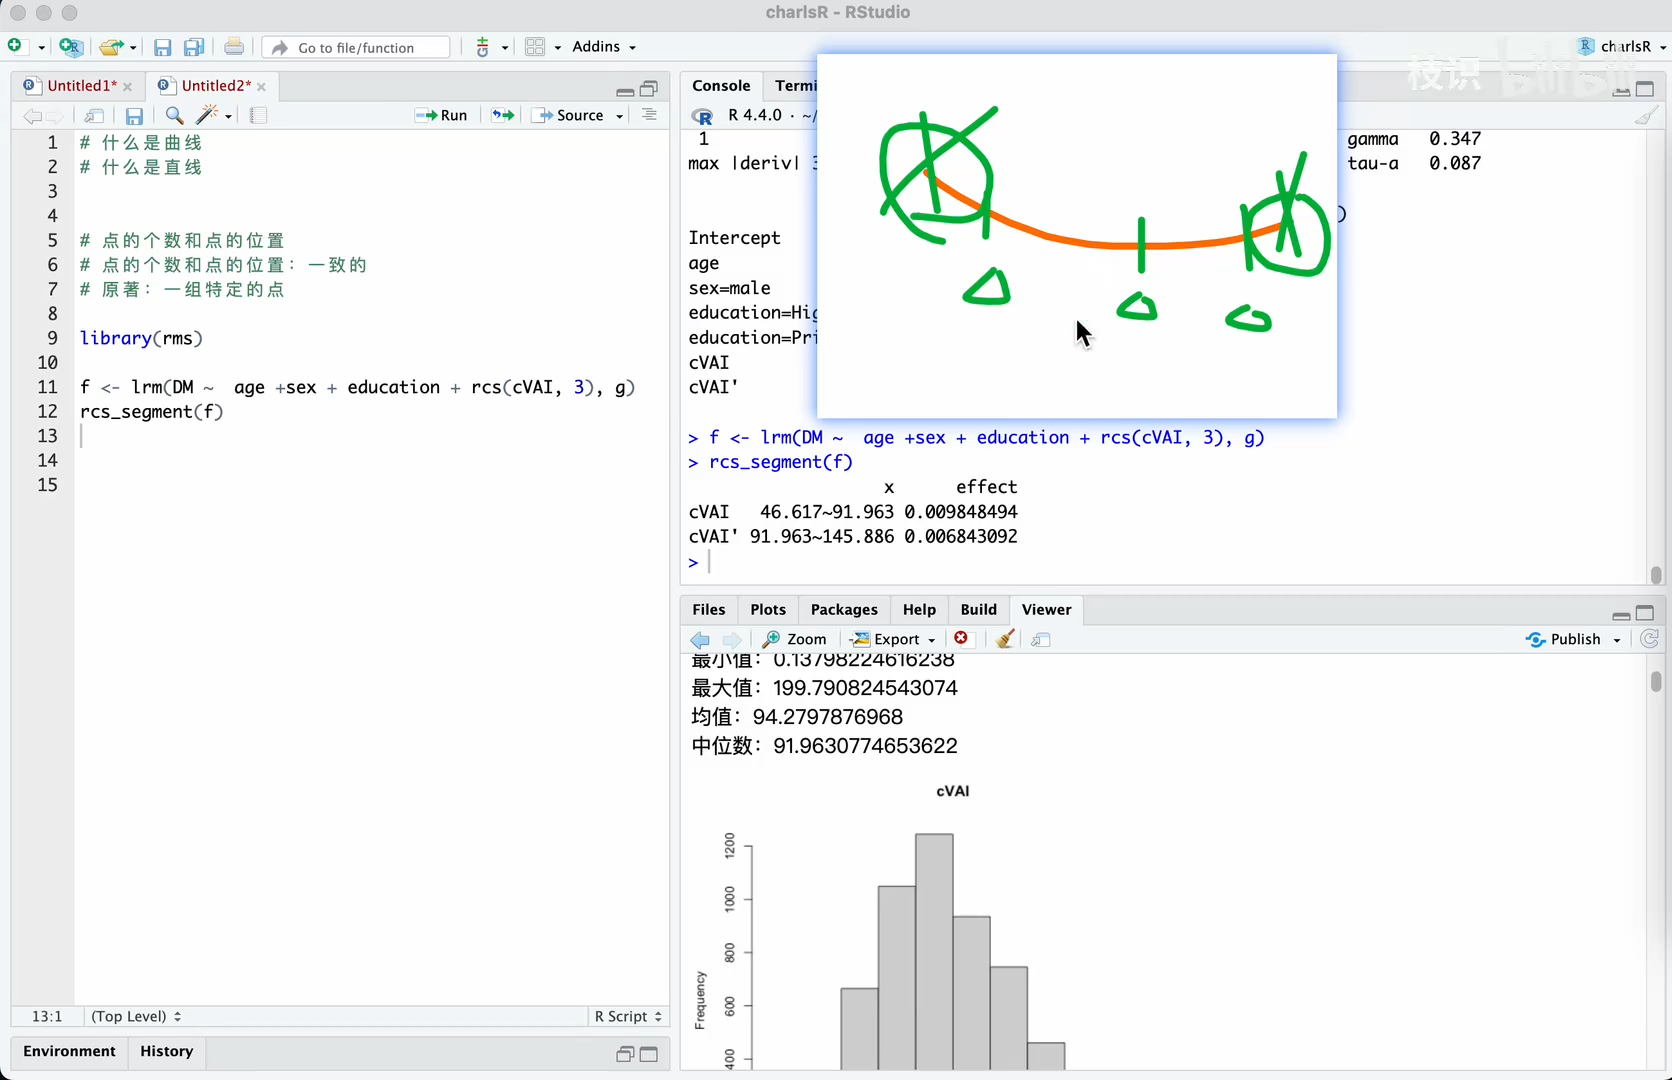 charlsR - RStudio
Go to file/function
Addins
charlsR
枝识 bilibili
Untitled1*
Untitled2*
Run
Source
1 # 什么是曲线
2 # 什么是直线
3
4
5 # 点的个数和点的位置
6 # 点的个数和点的位置：一致的
7 # 原著：一组特定的点
8
9 library(rms)
10
11 f <- lrm(DM ~  age +sex + education + rcs(cVAI, 3), g)
12 rcs_segment(f)
13
14
15
13:1 (Top Level) R Script
Environment History
Console Termi
R 4.4.0 · ~/
1 gamma 0.347
max |deriv| tau-a 0.087
)
Intercept
age
sex=male
education=Hig
education=Pri
cVAI
cVAI'
> f <- lrm(DM ~  age +sex + education + rcs(cVAI, 3), g)
> rcs_segment(f)
x effect
cVAI 46.617~91.963 0.009848494
cVAI' 91.963~145.886 0.006843092
>
Files Plots Packages Help Build Viewer
Zoom Export Publish
最小值：0.13798224616238
最大值：199.790824543074
均值：94.2797876968
中位数：91.9630774653622
cVAI
Frequency
1200
1000
800
600
400